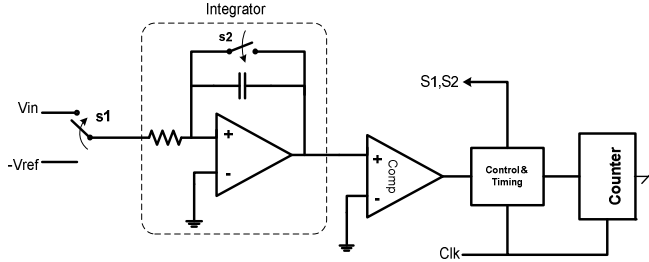 Integrator
s2
Vin
s1
-Vref
+
-
+
-
Comp
S1,S2
Control &
Timing
Counter
Clk